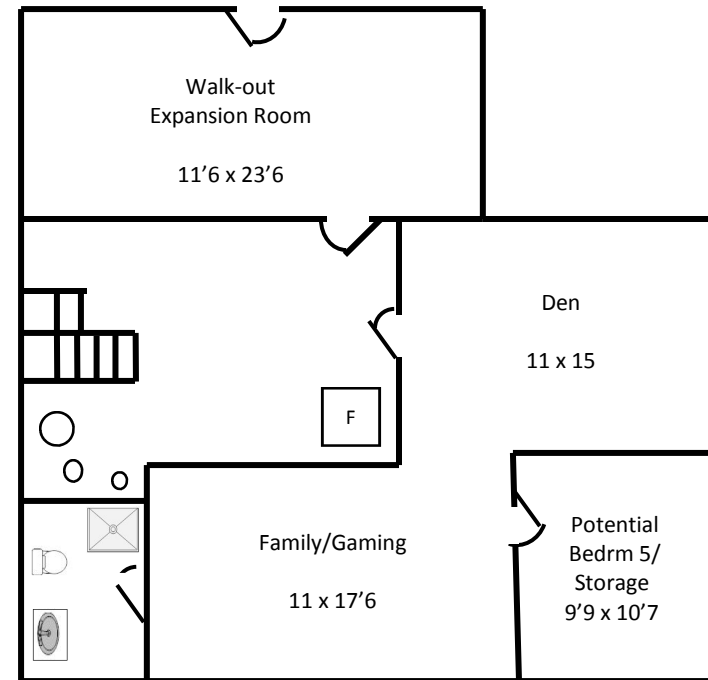 Walk-out
Expansion Room
11’6 x 23’6
Den
11 x 15
F
Family/Gaming
11 x 17’6
Potential
Bedrm 5/
Storage
9’9 x 10’7